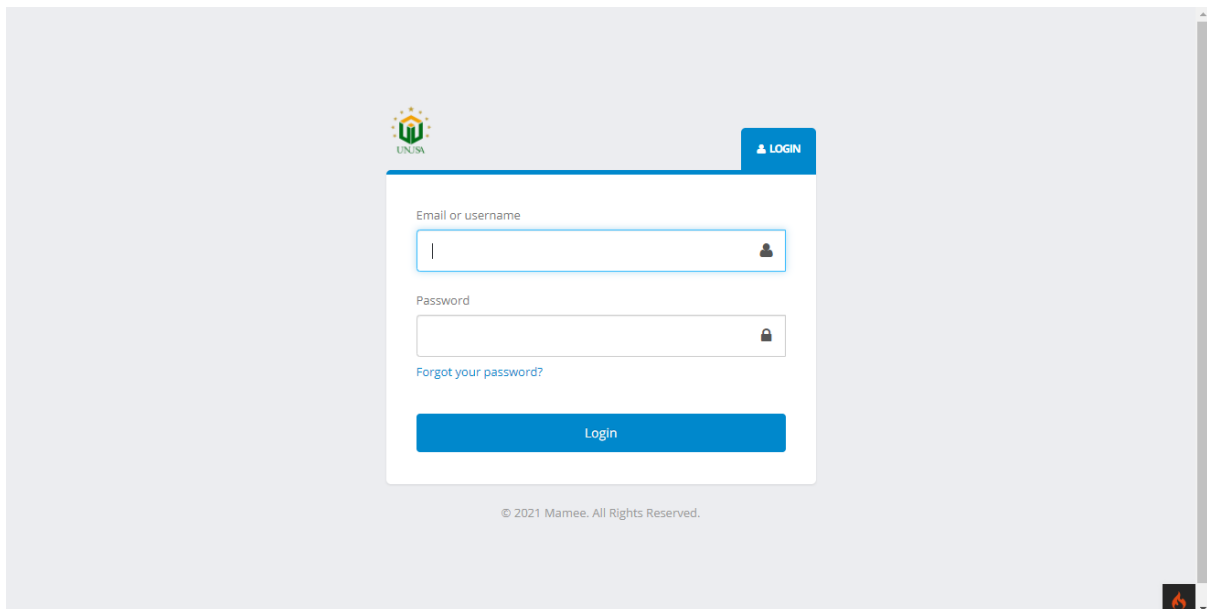 UNUSA
LOGIN
Email or username
Password
Forgot your password?
Login
© 2021 Mamee. All Rights Reserved.